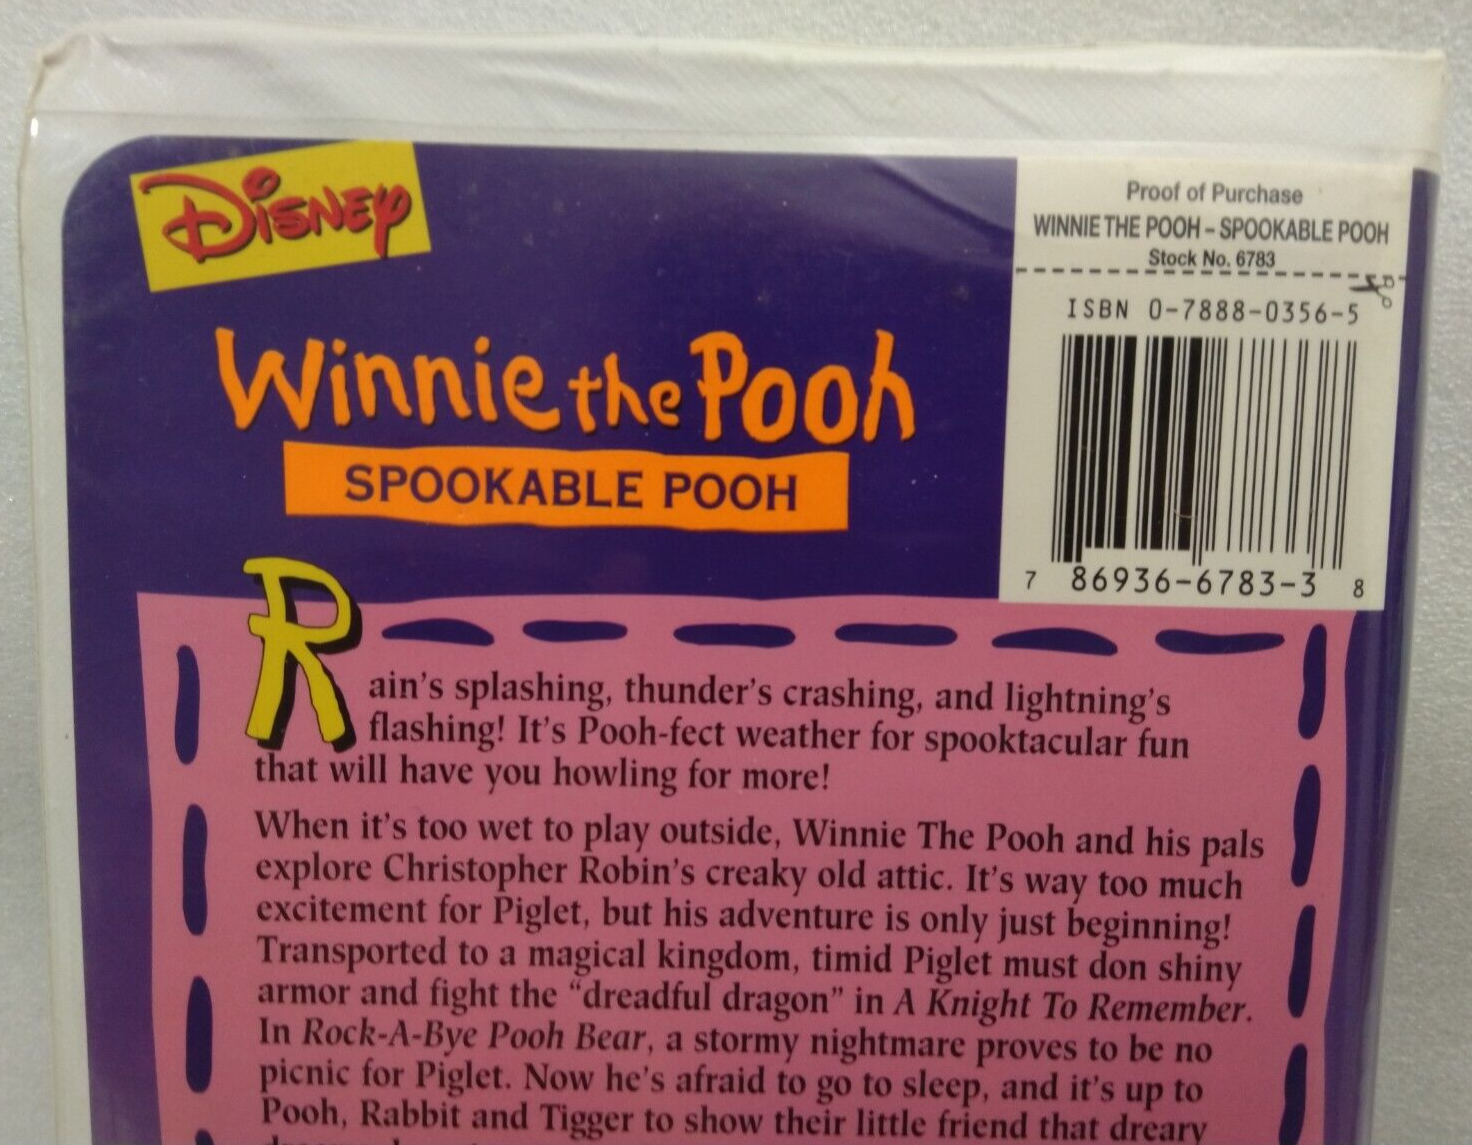 Disney
Proof of Purchase
WINNIE THE POOH – SPOOKABLE POOH
Stock No. 6783
ISBN 0-7888-0356-5
7 86936-6783-3 8
Winnie the Pooh
SPOOKABLE POOH
Rain's splashing, thunder's crashing, and lightning's
flashing! It's Pooh-fect weather for spooktacular fun
that will have you howling for more!
When it's too wet to play outside, Winnie The Pooh and his pals
explore Christopher Robin's creaky old attic. It's way too much
excitement for Piglet, but his adventure is only just beginning!
Transported to a magical kingdom, timid Piglet must don shiny
armor and fight the “dreadful dragon” in A Knight To Remember.
In Rock-A-Bye Pooh Bear, a stormy nightmare proves to be no
picnic for Piglet. Now he's afraid to go to sleep, and it's up to
Pooh, Rabbit and Tigger to show their little friend that dreary